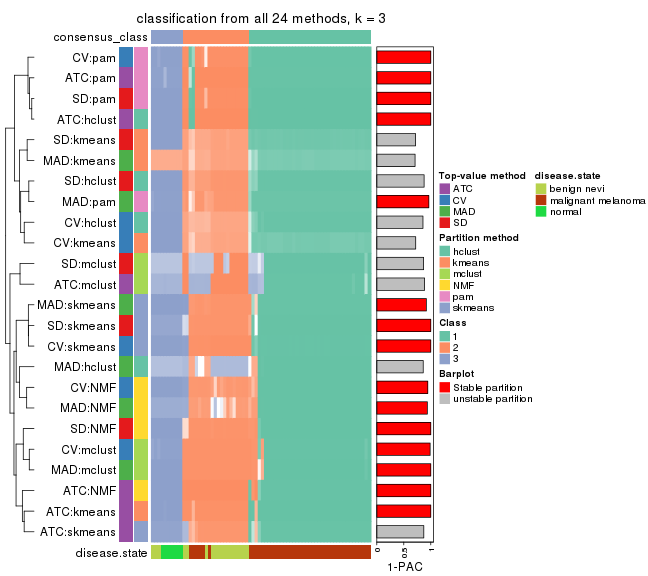 classification from all 24 methods, k = 3
consensus_class
CV:pam
ATC:pam
SD:pam
ATC:hclust
SD:kmeans
MAD:kmeans
SD:hclust
MAD:pam
CV:hclust
CV:kmeans
SD:mclust
ATC:mclust
MAD:skmeans
SD:skmeans
CV:skmeans
MAD:hclust
CV:NMF
MAD:NMF
SD:NMF
CV:mclust
MAD:mclust
ATC:NMF
ATC:kmeans
ATC:skmeans
disease.state
0
0.5
1
1-PAC
Top-value method
ATC
CV
MAD
SD
Partition method
hclust
kmeans
mclust
NMF
pam
skmeans
Class
1
2
3
Barplot
Stable partition
unstable partition
disease.state
benign nevi
malignant melanoma
normal